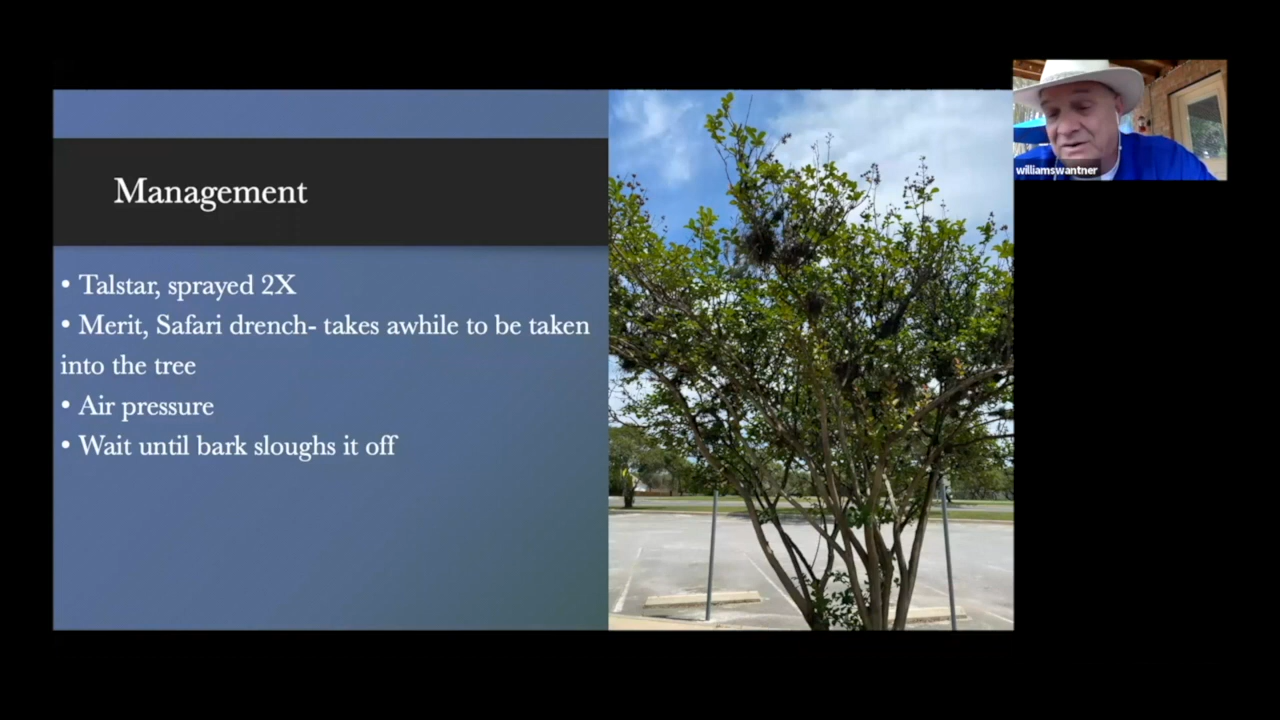 Management
• Talstar, sprayed 2X
• Merit, Safari drench- takes awhile to be taken
into the tree
• Air pressure
• Wait until bark sloughs it off
williamswantner